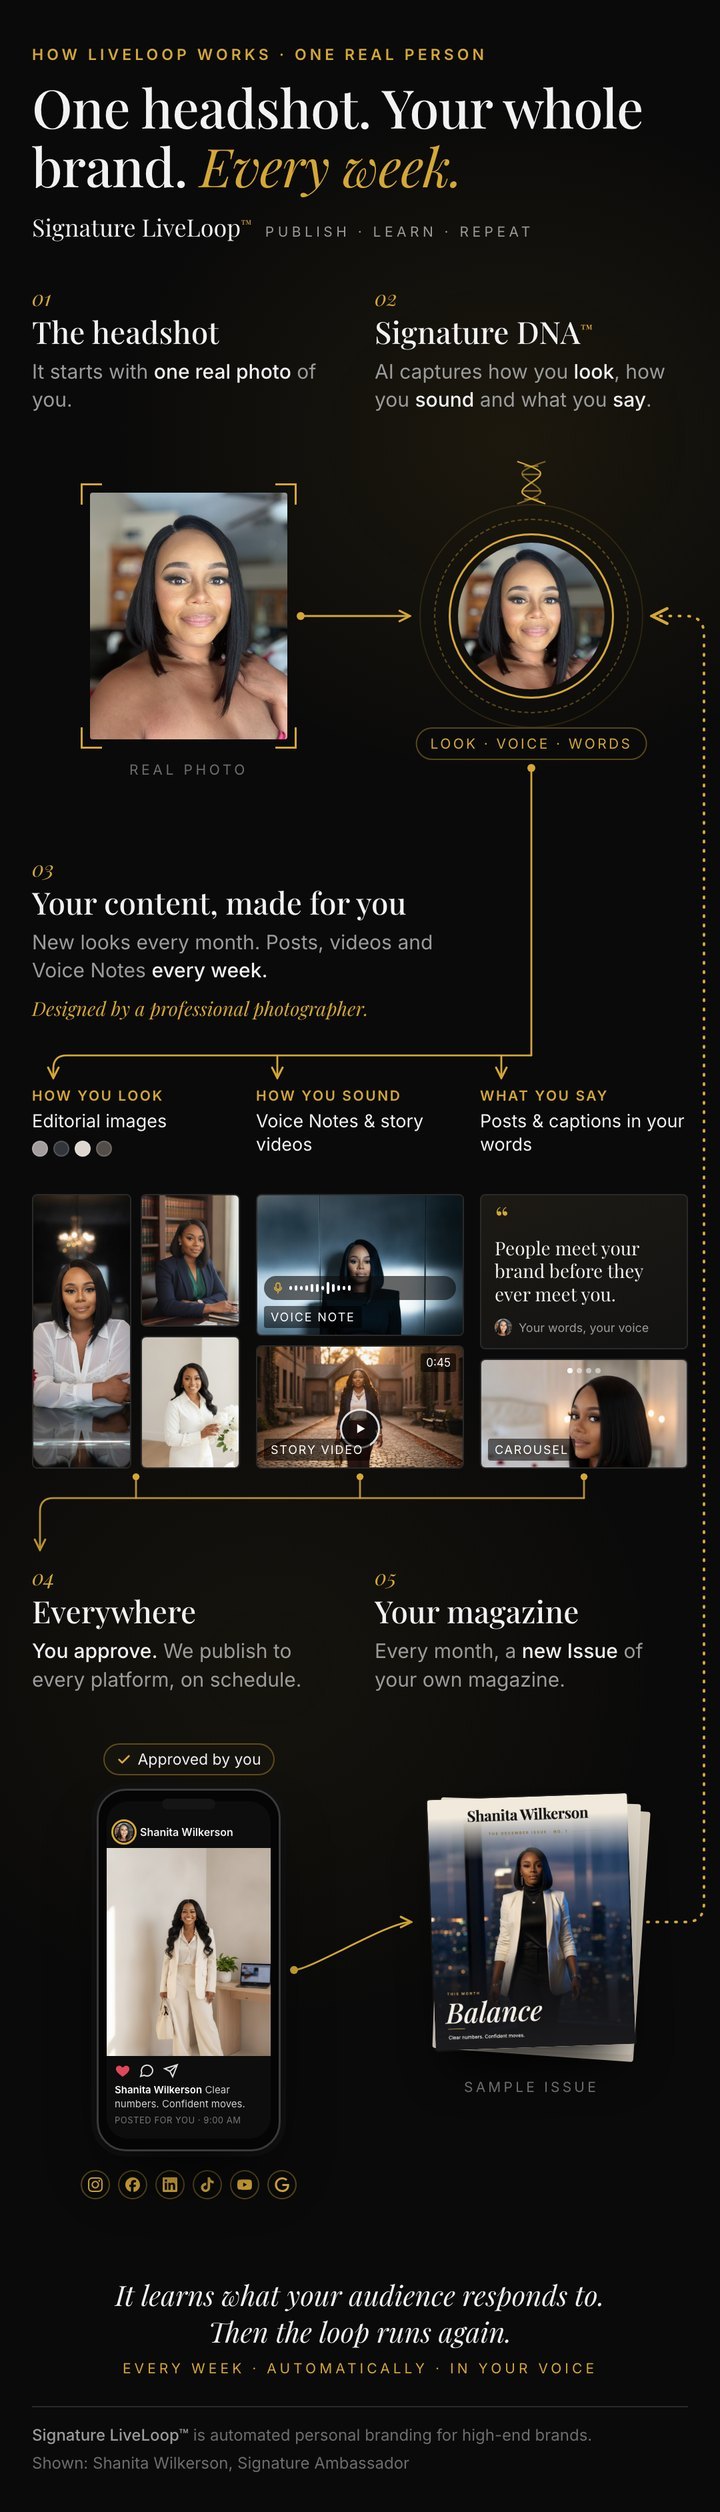 HOW LIVELOOP WORKS · ONE REAL PERSON
One headshot. Your whole
brand. Every week.
Signature LiveLoop™ PUBLISH · LEARN · REPEAT
01
The headshot
It starts with one real photo of
you.
02
Signature DNA™
AI captures how you look, how
you sound and what you say.
REAL PHOTO
LOOK · VOICE · WORDS
03
Your content, made for you
New looks every month. Posts, videos and
Voice Notes every week.
Designed by a professional photographer.
HOW YOU LOOK
Editorial images
HOW YOU SOUND
Voice Notes & story
videos
WHAT YOU SAY
Posts & captions in your
words
VOICE NOTE
0:45
STORY VIDEO
“
People meet your
brand before they
ever meet you.
Your words, your voice
CAROUSEL
04
Everywhere
You approve. We publish to
every platform, on schedule.
05
Your magazine
Every month, a new Issue of
your own magazine.
Approved by you
Shanita Wilkerson
Shanita Wilkerson Clear
numbers. Confident moves.
POSTED FOR YOU · 9:00 AM
Shanita Wilkerson
THE DECEMBER ISSUE · NO. 1
THIS MONTH
Balance
Clear numbers. Confident moves.
SAMPLE ISSUE
It learns what your audience responds to.
Then the loop runs again.
EVERY WEEK · AUTOMATICALLY · IN YOUR VOICE
Signature LiveLoop™ is automated personal branding for high-end brands.
Shown: Shanita Wilkerson, Signature Ambassador